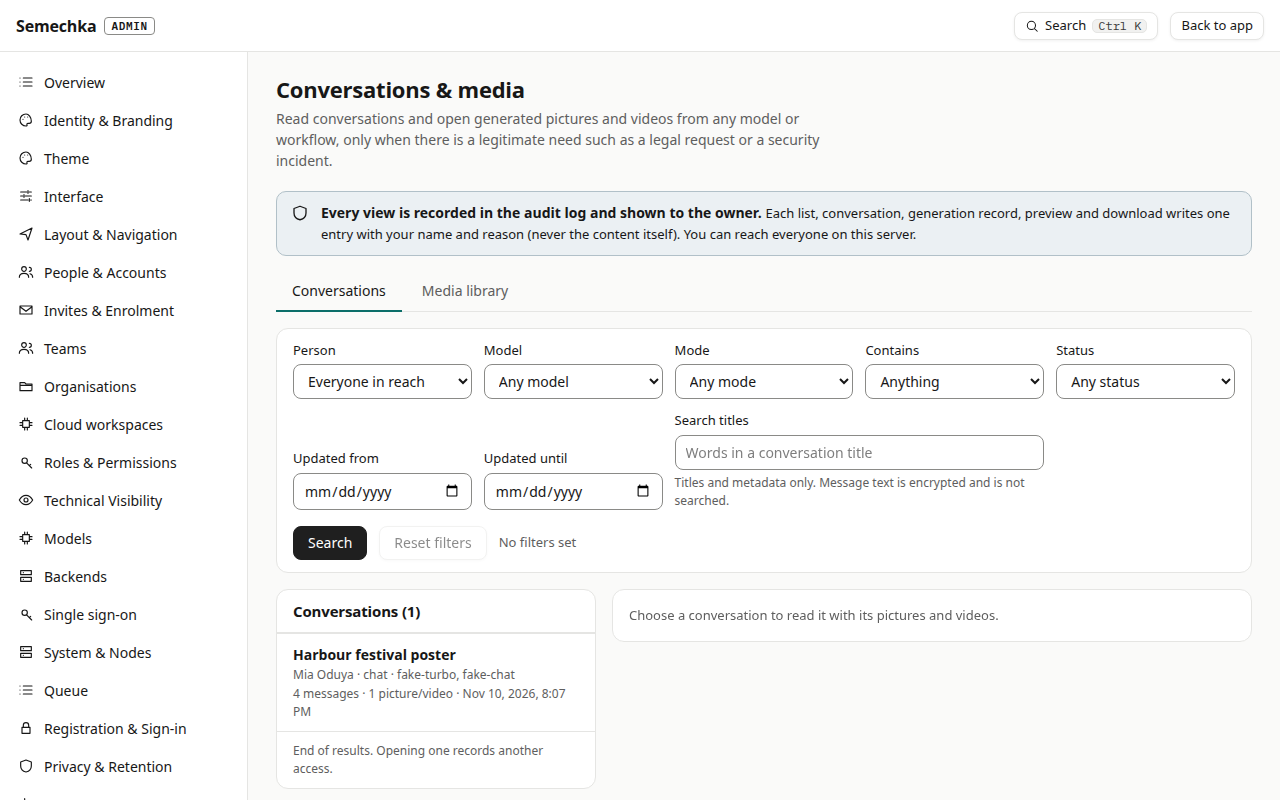 Semechka ADMIN
Search Ctrl K
Back to app
Overview
Identity & Branding
Theme
Interface
Layout & Navigation
People & Accounts
Invites & Enrolment
Teams
Organisations
Cloud workspaces
Roles & Permissions
Technical Visibility
Models
Backends
Single sign-on
System & Nodes
Queue
Registration & Sign-in
Privacy & Retention
Conversations & media
Read conversations and open generated pictures and videos from any model or
workflow, only when there is a legitimate need such as a legal request or a security
incident.
Every view is recorded in the audit log and shown to the owner. Each list, conversation, generation record, preview and download writes one
entry with your name and reason (never the content itself). You can reach everyone on this server.
Conversations Media library
Person Model Mode Contains Status
Everyone in reach Any model Any mode Anything Any status
Search titles
Words in a conversation title
Titles and metadata only. Message text is encrypted and is not
searched.
Updated from Updated until
mm/dd/yyyy mm/dd/yyyy
Search Reset filters No filters set
Conversations (1)
Harbour festival poster
Mia Oduya · chat · fake-turbo, fake-chat
4 messages · 1 picture/video · Nov 10, 2026, 8:07
PM
End of results. Opening one records another
access.
Choose a conversation to read it with its pictures and videos.